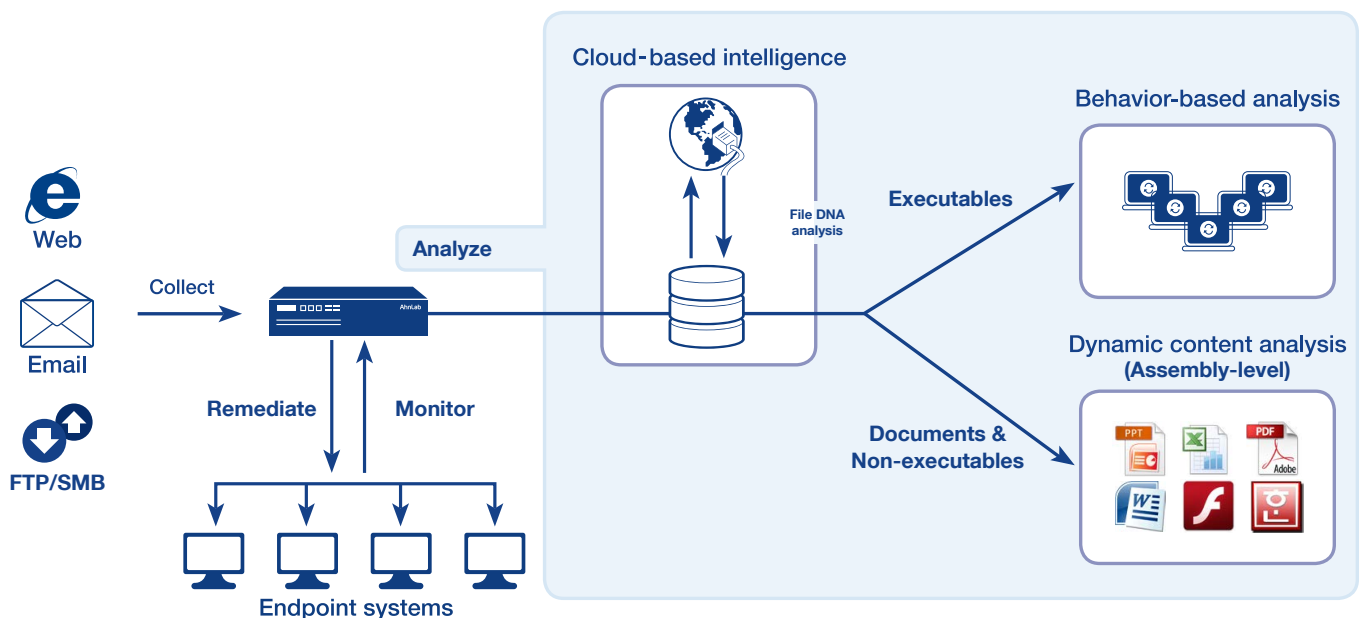 Cloud-based intelligence
Behavior-based analysis
Web
File DNA
analysis
Executables
Analyze
Collect
AhnLab
Email
Dynamic content analysis
(Assembly-level)
Remediate
Monitor
Documents &
Non-executables
PPT
PDF
Adobe
W
FTP/SMB
한
Endpoint systems